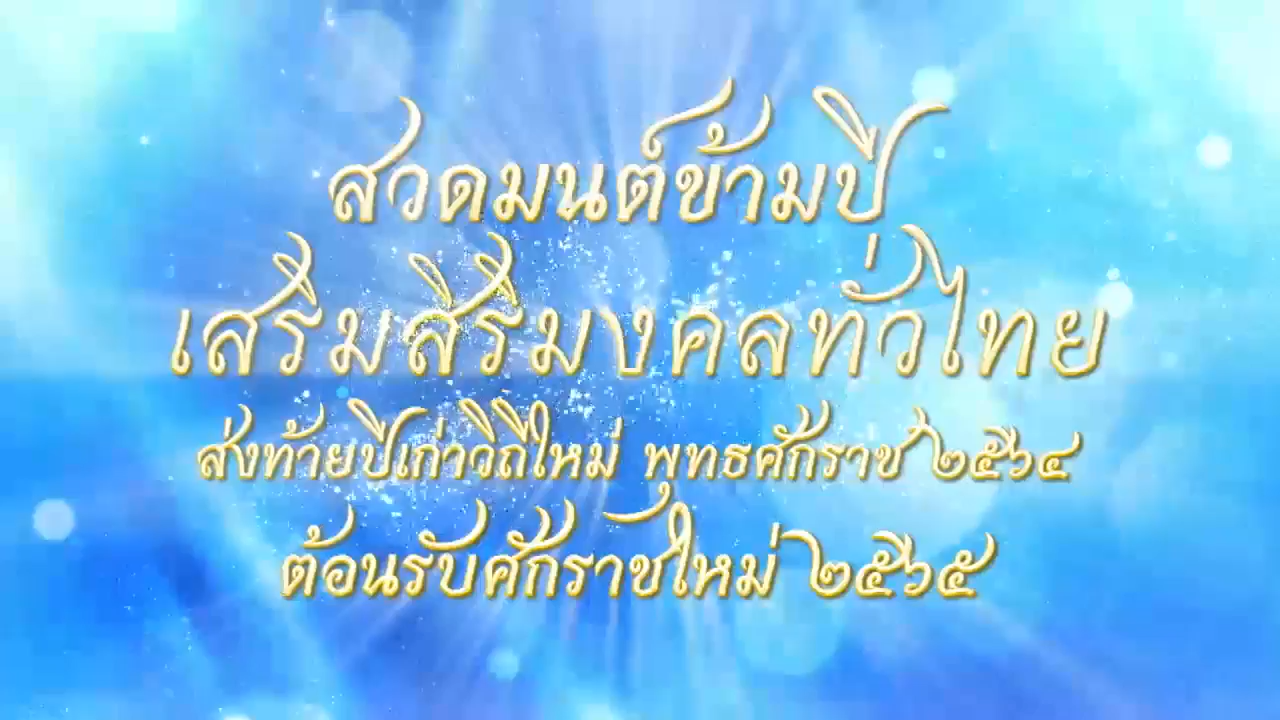 สวดมนต์ข้ามปี
เสริมสิริมงคลทั่วไทย
ส่งท้ายปีเก่าวิถีใหม่ พุทธศักราช ๒๕๖๔
ต้อนรับศักราชใหม่ ๒๕๖๕